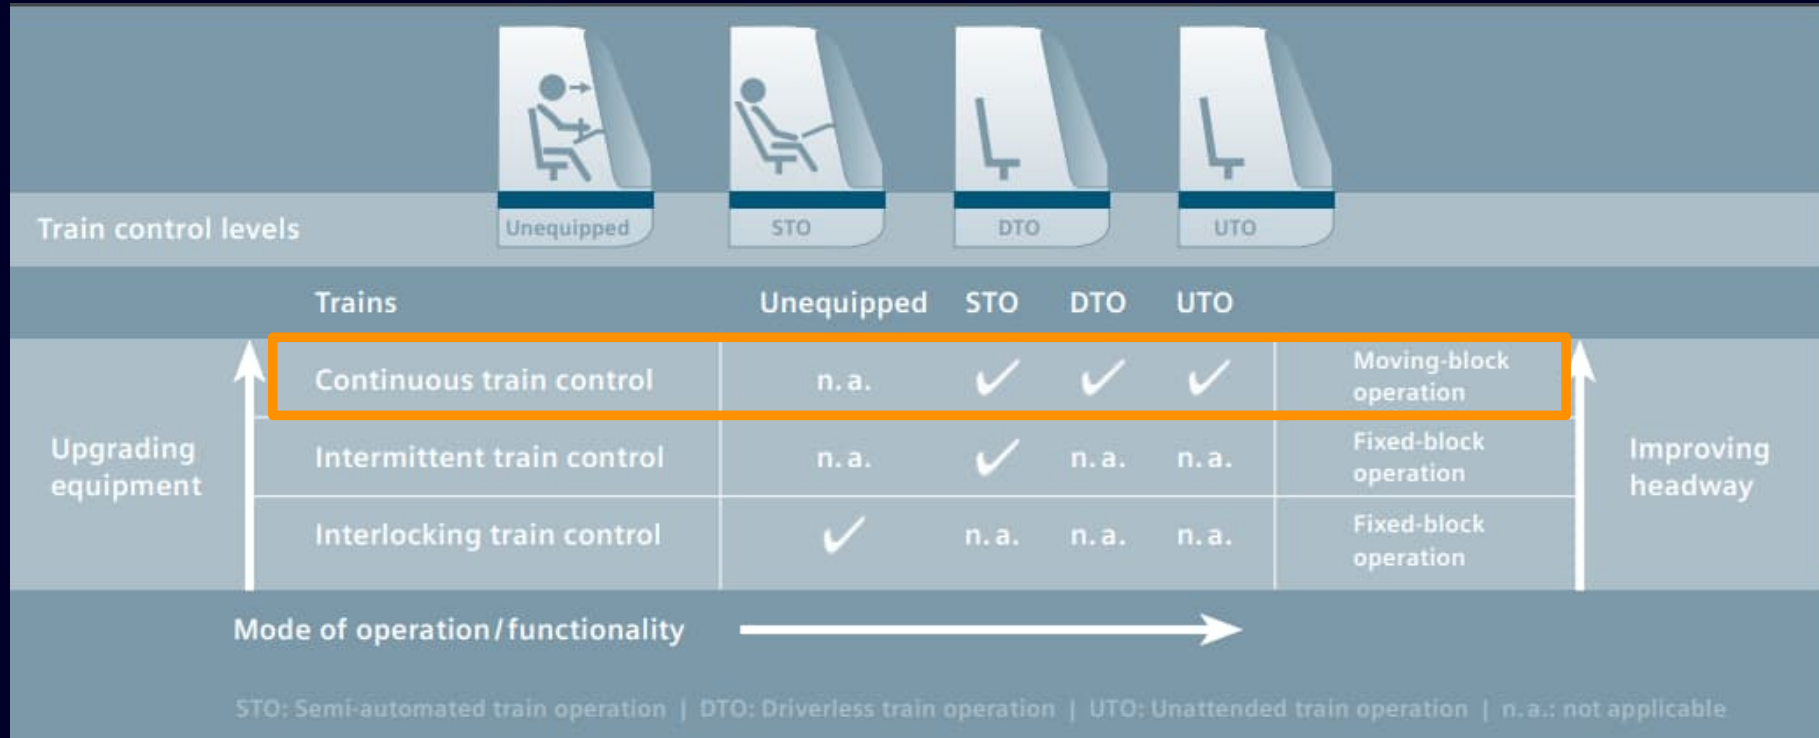 Train control levels
Unequipped
STO
DTO
UTO
Trains Unequipped STO DTO UTO
Continuous train control n.a. ✓ ✓ ✓ Moving-block
operation
Upgrading
equipment
Intermittent train control n.a. ✓ n.a. n.a. Fixed-block
operation
Improving
headway
Interlocking train control ✓ n.a. n.a. n.a. Fixed-block
operation
Mode of operation/functionality
STO: Semi-automated train operation | DTO: Driverless train operation | UTO: Unattended train operation | n.a.: not applicable